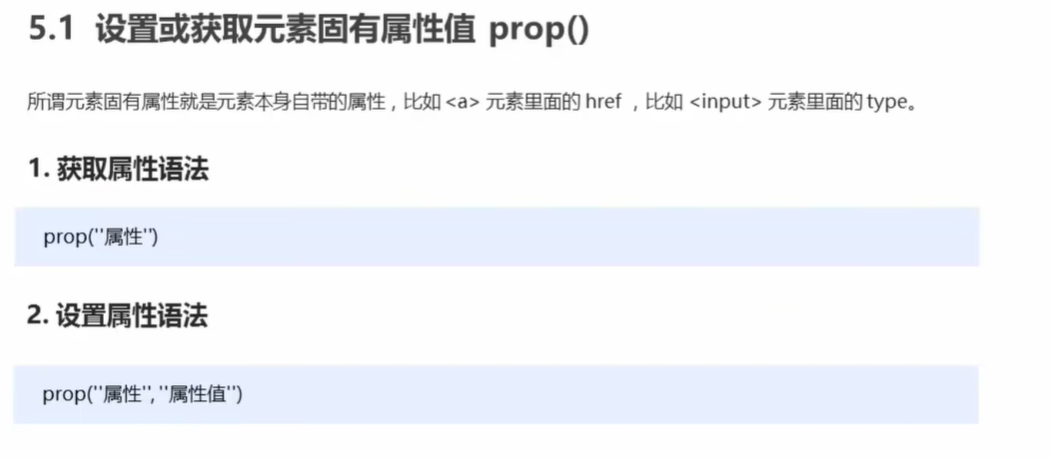 5.1 设置或获取元素固有属性值 prop()
所谓元素固有属性就是元素本身自带的属性，比如 <a> 元素里面的 href ，比如 <input> 元素里面的 type。
1. 获取属性语法
prop(''属性'')
2. 设置属性语法
prop(''属性'', ''属性值'')